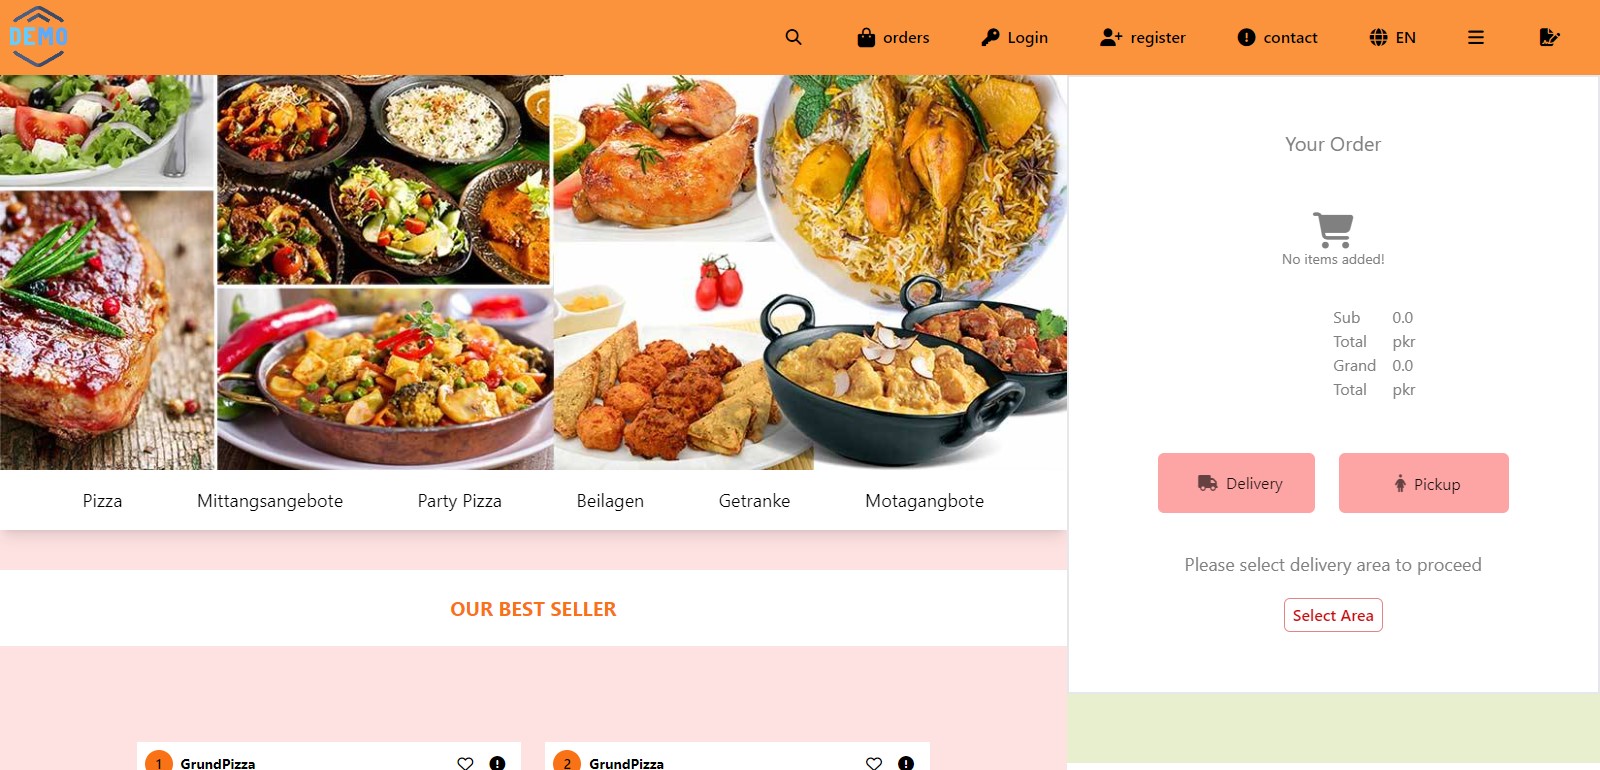 DEMO
orders
Login
register
contact
EN
Your Order
No items added!
Sub Total 0.0 pkr
Grand Total 0.0 pkr
Delivery
Pickup
Please select delivery area to proceed
Select Area
Pizza
Mittangsangebote
Party Pizza
Beilagen
Getranke
Motagangbote
OUR BEST SELLER
1 GrundPizza
2 GrundPizza